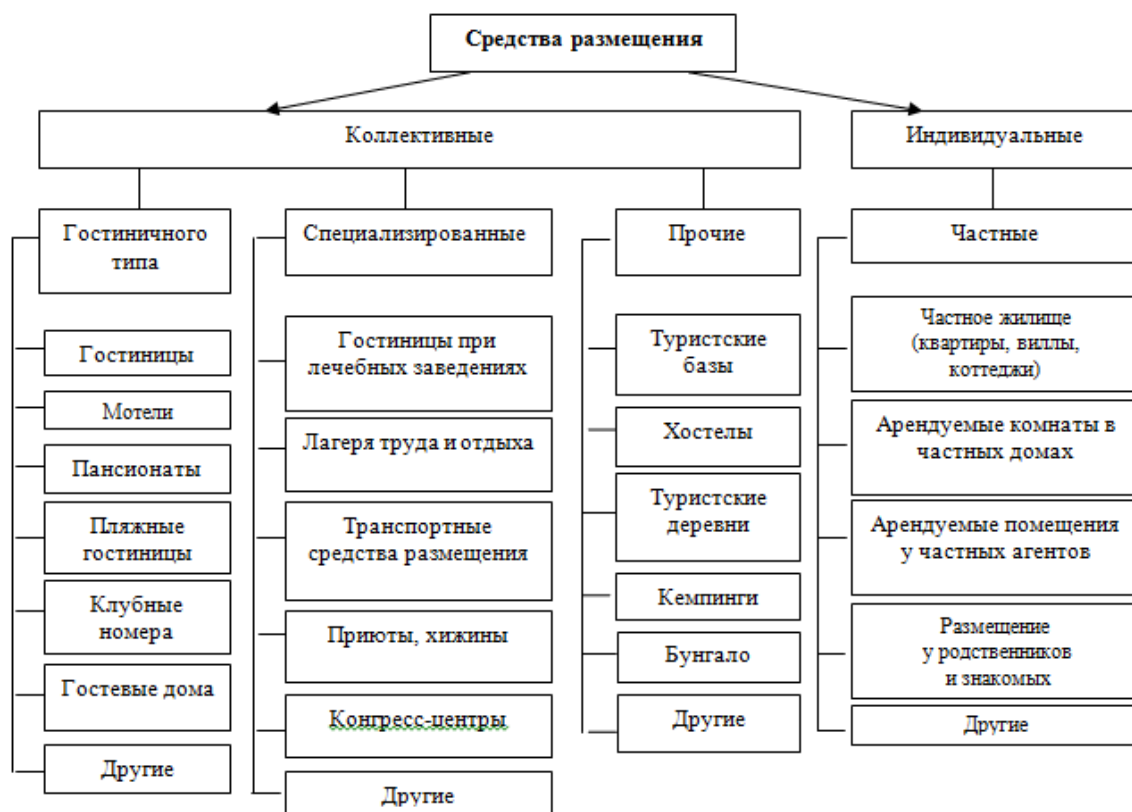 Средства размещения
Коллективные
Индивидуальные
Гостиничного
типа
Гостиницы
Мотели
Пансионаты
Пляжные
гостиницы
Клубные
номера
Гостевые дома
Другие
Специализированные
Гостиницы при
лечебных заведениях
Лагеря труда и отдыха
Транспортные
средства размещения
Приюты, хижины
Конгресс-центры
Другие
Прочие
Туристские
базы
Хостелы
Туристские
деревни
Кемпинги
Бунгало
Другие
Частные
Частное жилище
(квартиры, виллы,
коттеджи)
Арендуемые комнаты в
частных домах
Арендуемые помещения
у частных агентов
Размещение
у родственников
и знакомых
Другие